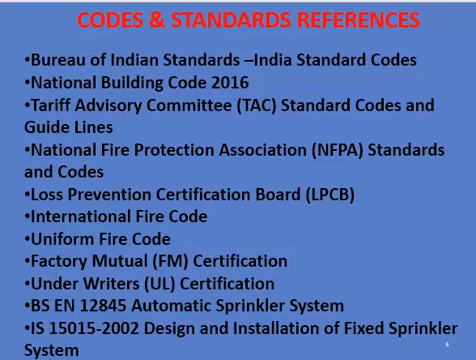 CODES & STANDARDS REFERENCES
•Bureau of Indian Standards –India Standard Codes
•National Building Code 2016
•Tariff Advisory Committee (TAC) Standard Codes and
Guide Lines
•National Fire Protection Association (NFPA) Standards
and Codes
•Loss Prevention Certification Board (LPCB)
•International Fire Code
•Uniform Fire Code
•Factory Mutual (FM) Certification
•Under Writers (UL) Certification
•BS EN 12845 Automatic Sprinkler System
•IS 15015-2002 Design and Installation of Fixed Sprinkler
System